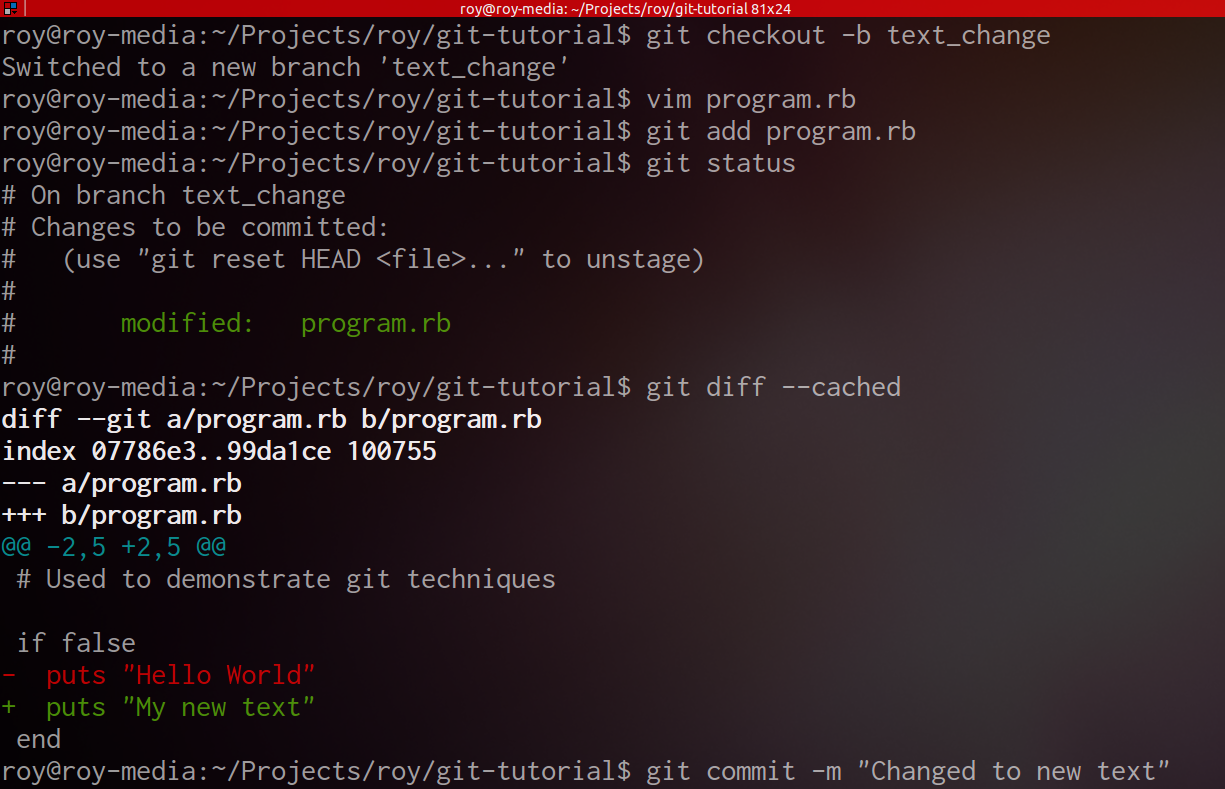 roy@roy-media: ~/Projects/roy/git-tutorial 81x24
roy@roy-media:~/Projects/roy/git-tutorial$ git checkout -b text_change
Switched to a new branch 'text_change'
roy@roy-media:~/Projects/roy/git-tutorial$ vim program.rb
roy@roy-media:~/Projects/roy/git-tutorial$ git add program.rb
roy@roy-media:~/Projects/roy/git-tutorial$ git status
# On branch text_change
# Changes to be committed:
#   (use "git reset HEAD <file>..." to unstage)
#
#       modified:   program.rb
#
roy@roy-media:~/Projects/roy/git-tutorial$ git diff --cached
diff --git a/program.rb b/program.rb
index 07786e3..99da1ce 100755
--- a/program.rb
+++ b/program.rb
@@ -2,5 +2,5 @@
 # Used to demonstrate git techniques
 
 if false
-  puts "Hello World"
+  puts "My new text"
 end
roy@roy-media:~/Projects/roy/git-tutorial$ git commit -m "Changed to new text"